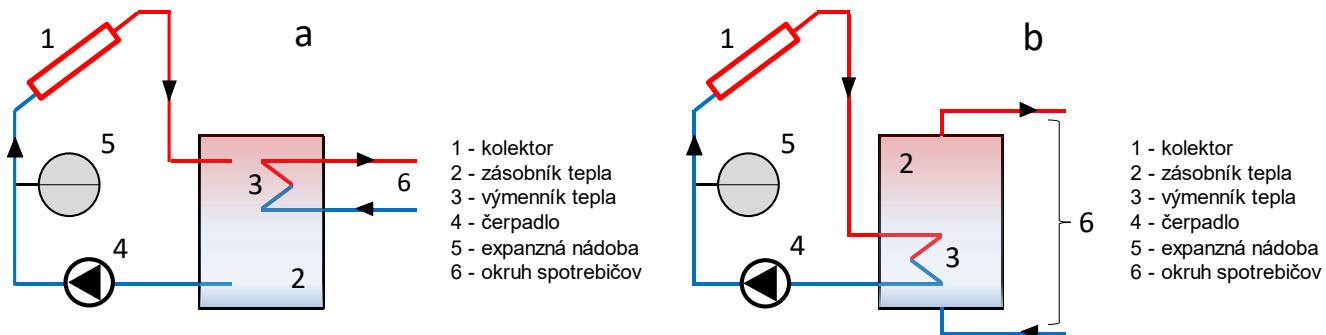 a
1
5
4
3
6
2
1 - kolektor
2 - zásobník tepla
3 - výmenník tepla
4 - čerpadlo
5 - expanzná nádoba
6 - okruh spotrebičov
b
1
5
4
2
3
6
1 - kolektor
2 - zásobník tepla
3 - výmenník tepla
4 - čerpadlo
5 - expanzná nádoba
6 - okruh spotrebičov